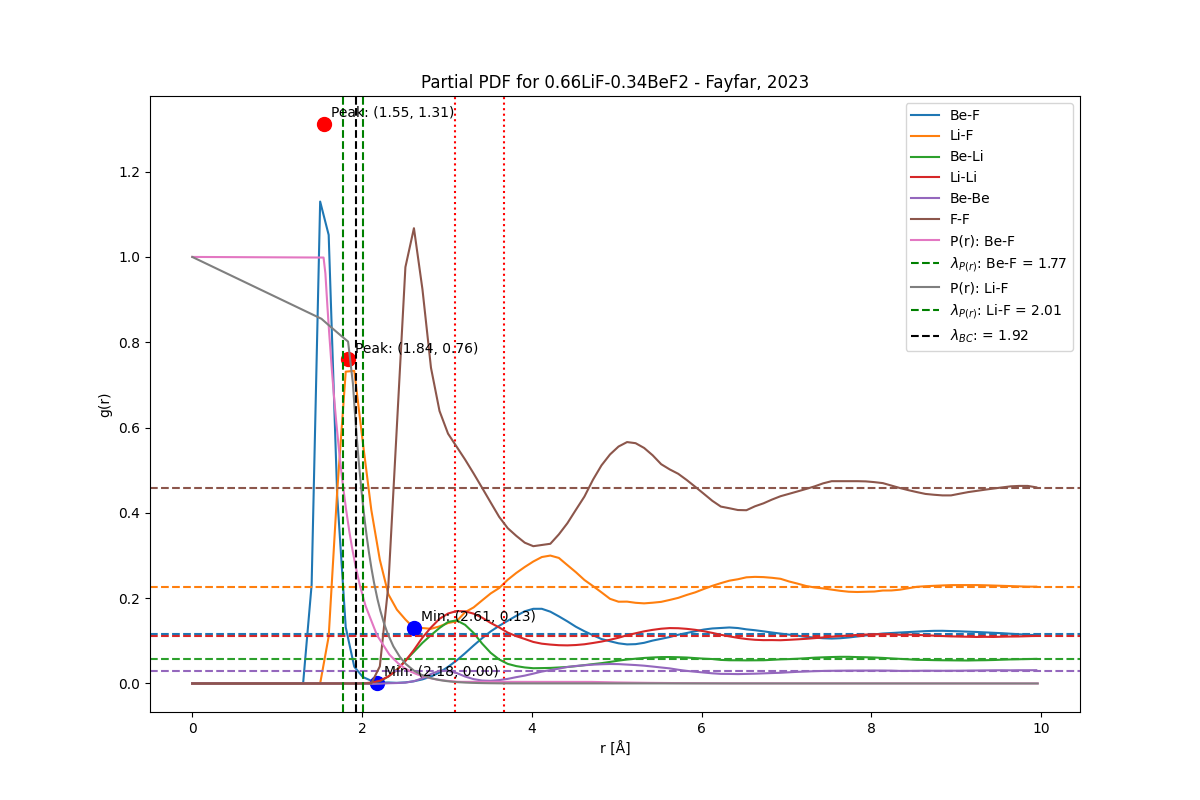 Partial PDF for 0.66LiF-0.34BeF2 - Fayfar, 2023
Peak: (1.55, 1.31)
Peak: (1.84, 0.76)
Min: (2.61, 0.13)
Min: (2.18, 0.00)
Be-F
Li-F
Be-Li
Li-Li
Be-Be
F-F
P(r): Be-F
λP(r): Be-F = 1.77
P(r): Li-F
λP(r): Li-F = 2.01
λBC: = 1.92
g(r)
1.2
1.0
0.8
0.6
0.4
0.2
0.0
0 2 4 6 8 10
r [Å]